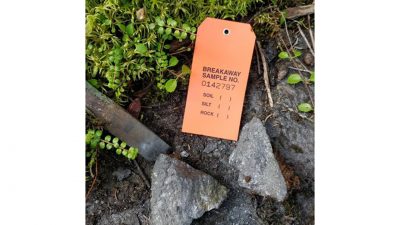 BREAKAWAY
SAMPLE NO.
0142787
SOIL ( )
SILT ( )
ROCK ( )